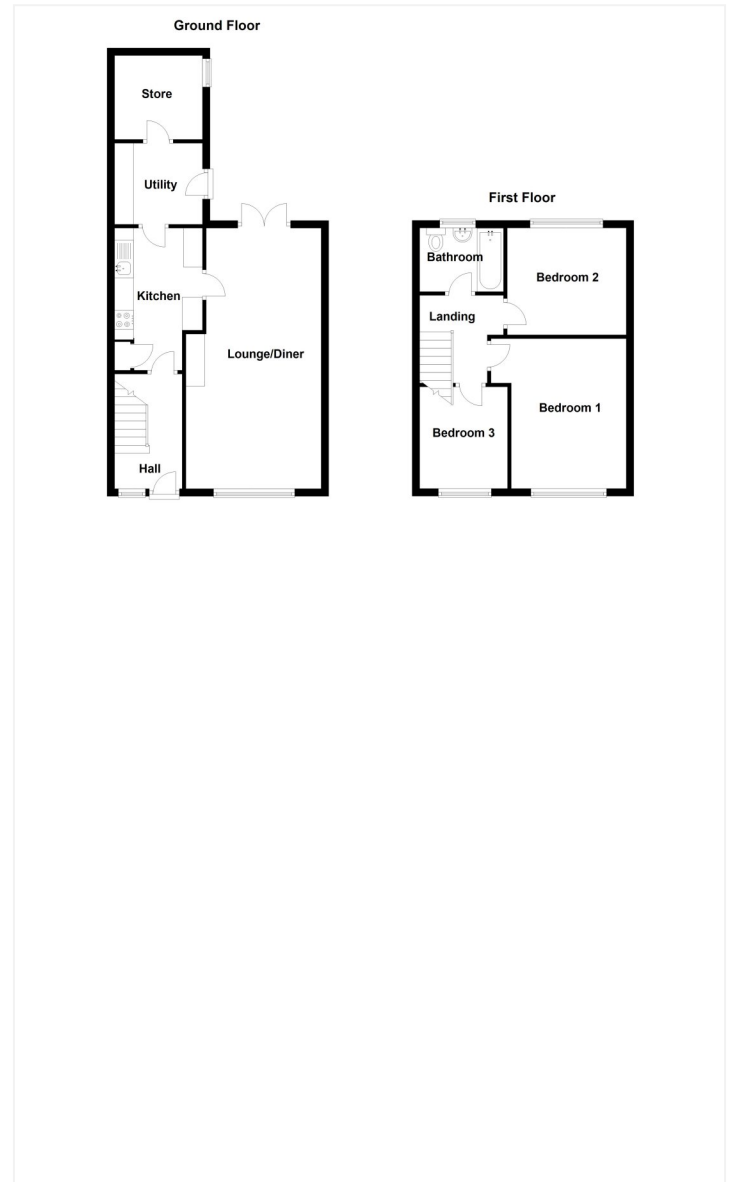 Ground Floor
Store
Utility
Kitchen
Lounge/Diner
Hall
First Floor
Bathroom
Bedroom 2
Landing
Bedroom 1
Bedroom 3